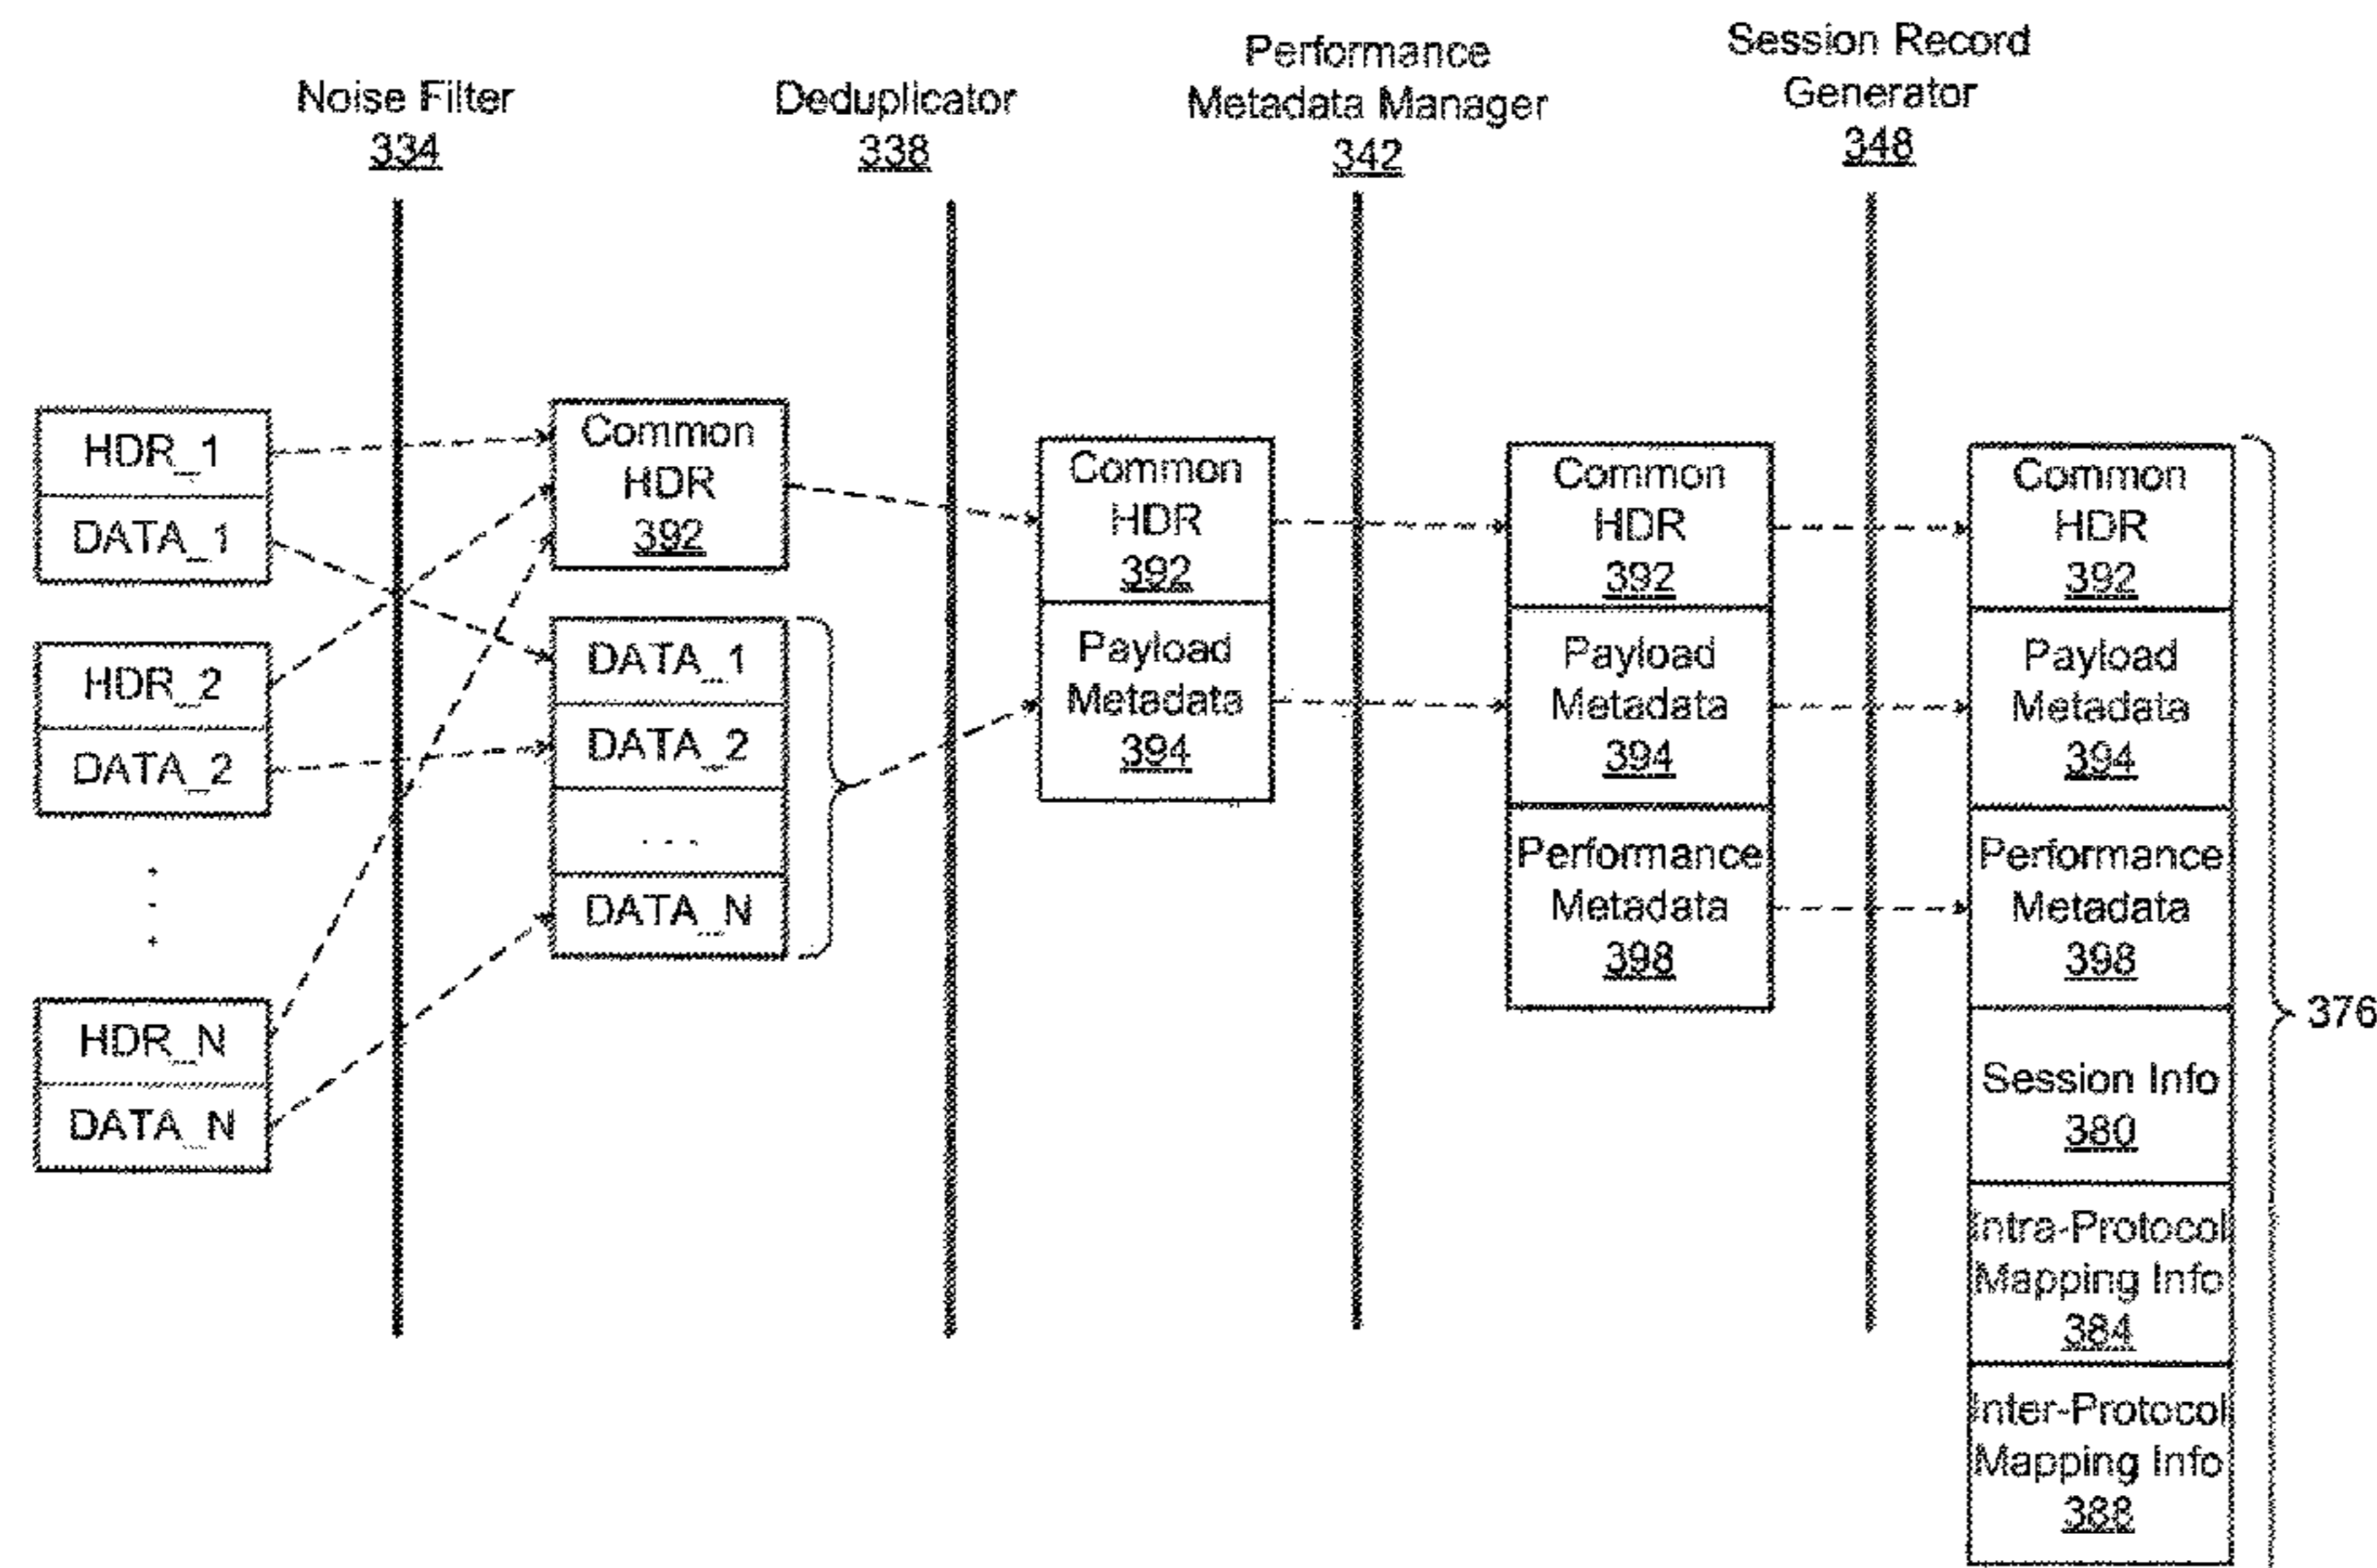 Noise Filter
334
Deduplicator
338
Performance
Metadata Manager
342
Session Record
Generator
348
HDR_1
DATA_1
HDR_2
DATA_2
HDR_N
DATA_N
Common
HDR
392
DATA_1
DATA_2
. . .
DATA_N
Common
HDR
392
Payload
Metadata
394
Common
HDR
392
Payload
Metadata
394
Performance
Metadata
398
Common
HDR
392
Payload
Metadata
394
Performance
Metadata
398
Session Info
380
Intra-Protocol
Mapping Info
384
Inter-Protocol
Mapping Info
388
376